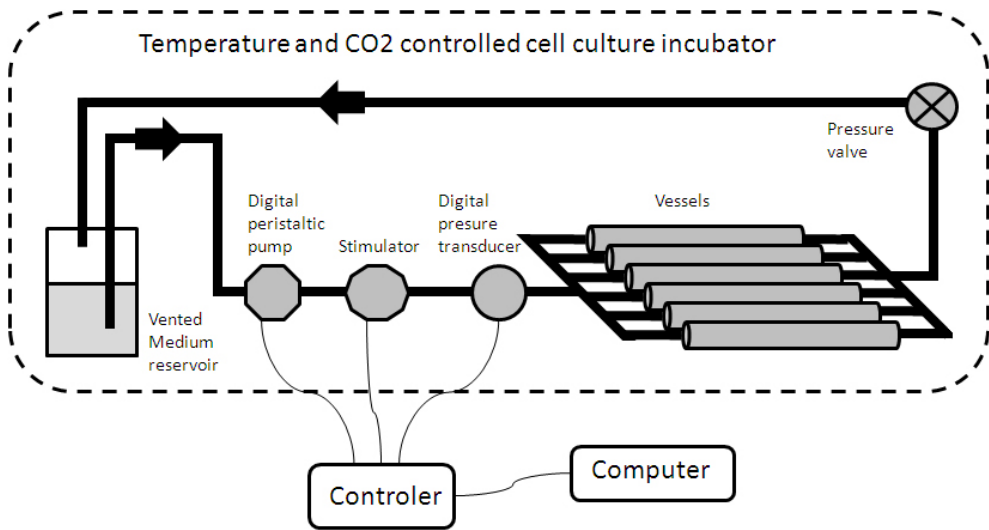 Temperature and CO2 controlled cell culture incubator
Pressure
valve
Digital
peristaltic
pump
Stimulator
Digital
presure
transducer
Vessels
Vented
Medium
reservoir
Controler
Computer